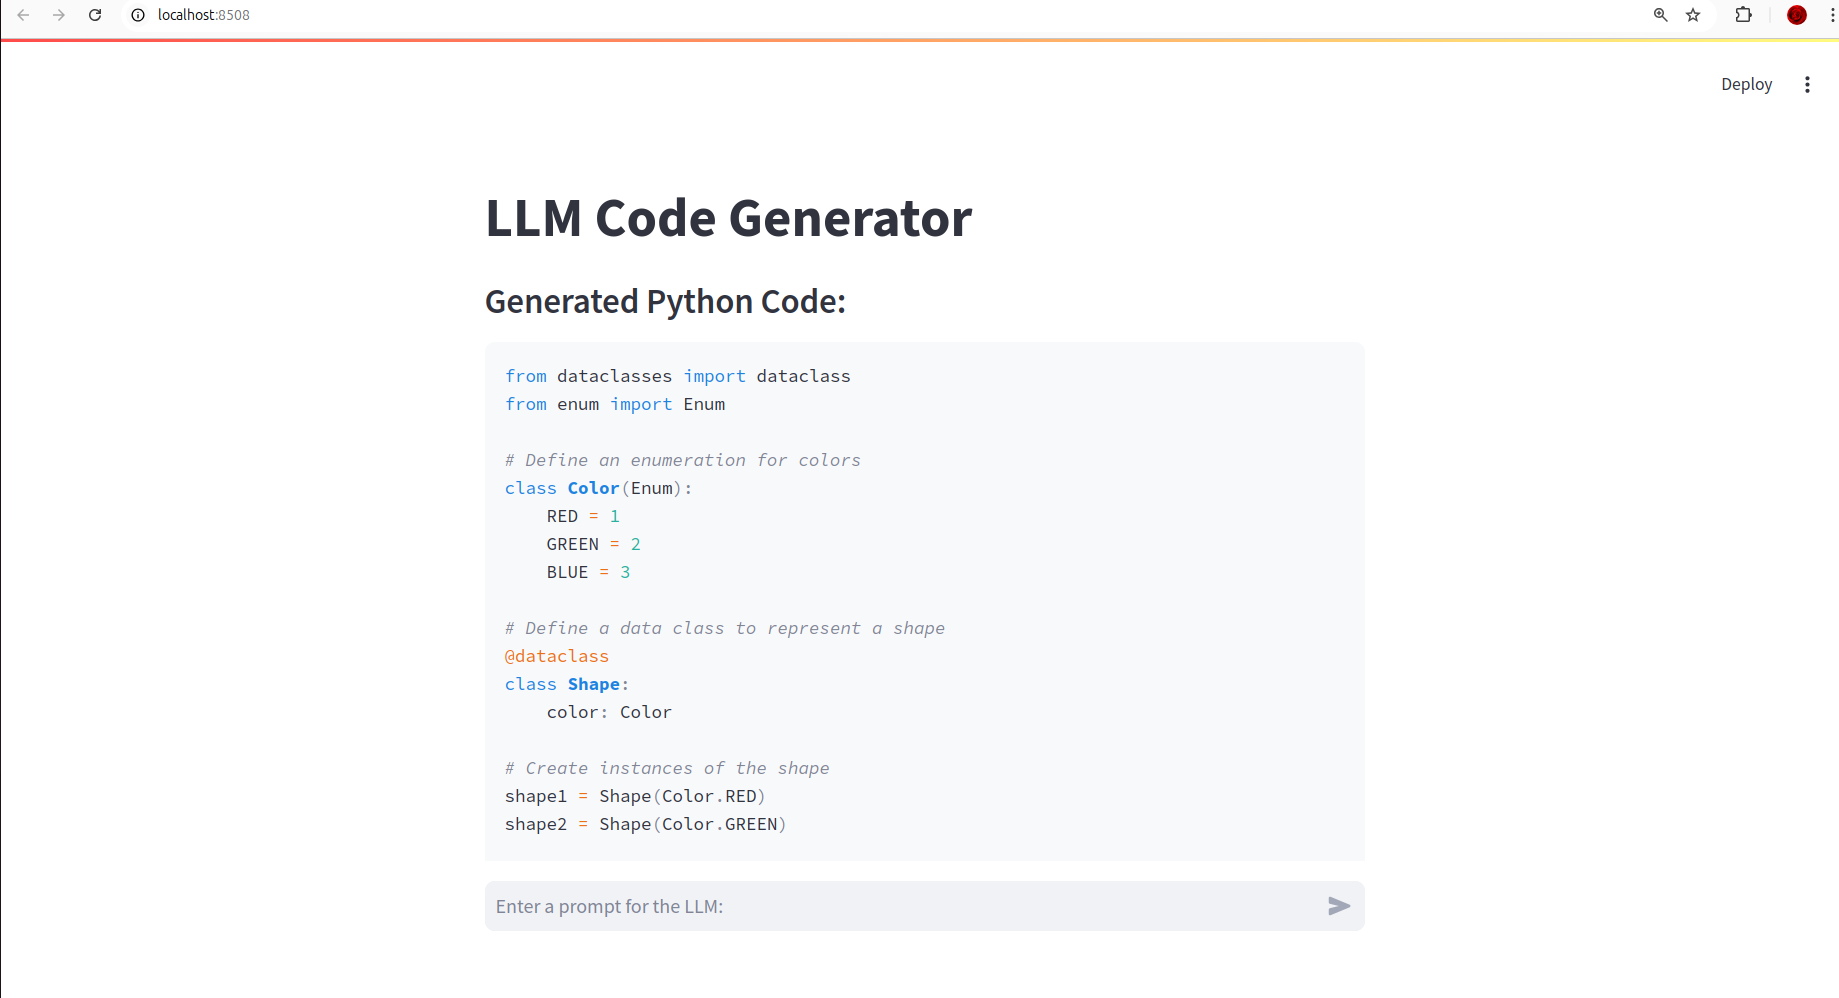 localhost:8508
Deploy
LLM Code Generator
Generated Python Code:
from dataclasses import dataclass
from enum import Enum
# Define an enumeration for colors
class Color(Enum):
    RED = 1
    GREEN = 2
    BLUE = 3
# Define a data class to represent a shape
@dataclass
class Shape:
    color: Color
# Create instances of the shape
shape1 = Shape(Color.RED)
shape2 = Shape(Color.GREEN)
Enter a prompt for the LLM: